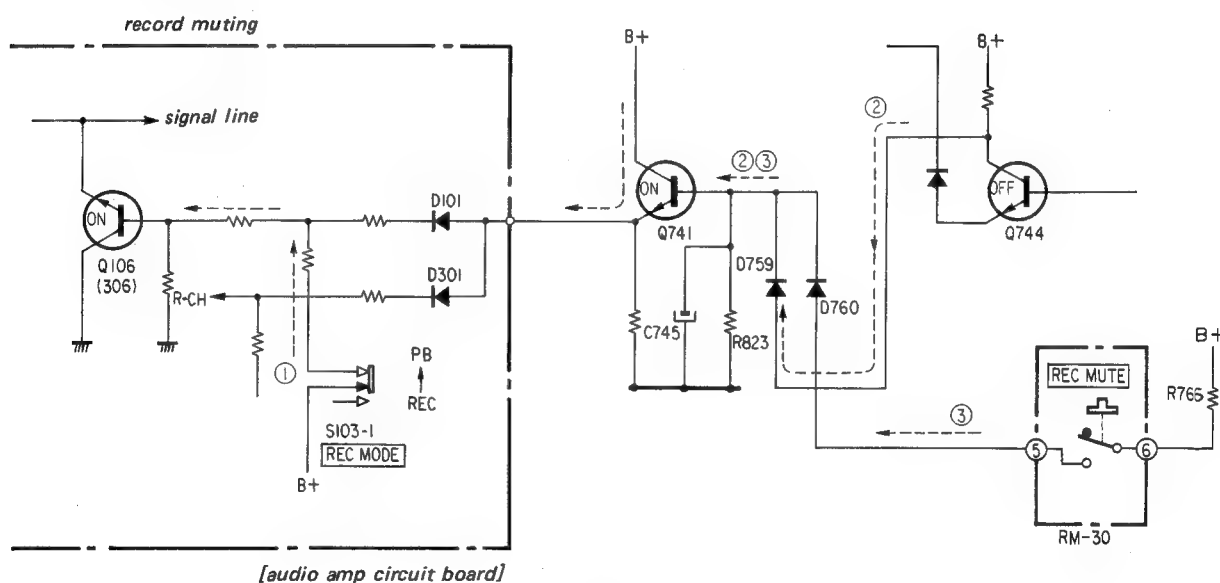 record muting
B+
B+
signal line
②
②③
ON
Q106
(306)
D101
ON
Q741
OFF
Q744
R-CH
D301
D759
D760
C745
R823
①
PB
REC
S103-1
REC MODE
B+
③
REC MUTE
B+
R765
5
6
RM-30
[audio amp circuit board]